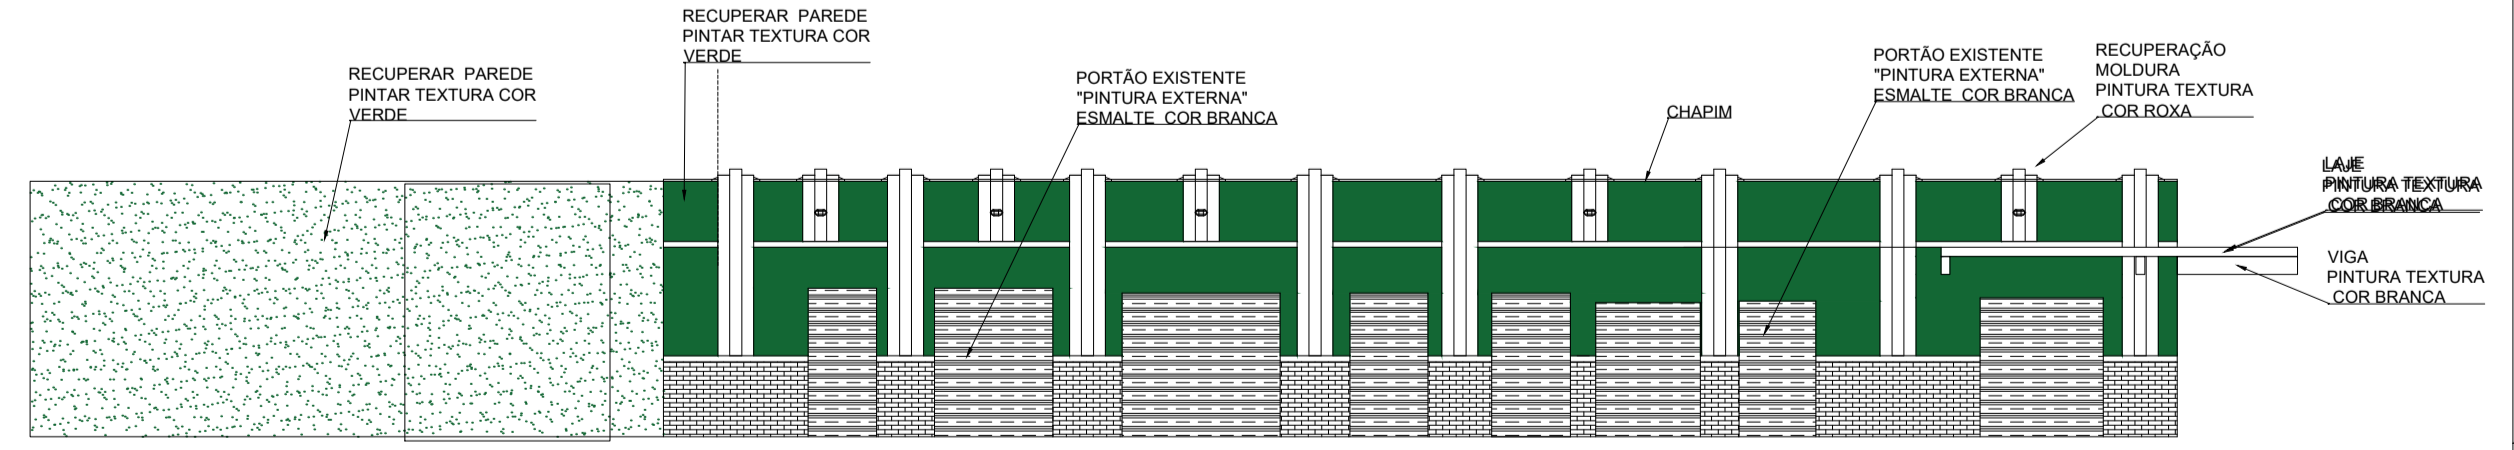 RECUPERAR PAREDE
PINTAR TEXTURA COR
VERDE
RECUPERAR PAREDE
PINTAR TEXTURA COR
VERDE
PORTÃO EXISTENTE
"PINTURA EXTERNA"
ESMALTE COR BRANCA
CHAPIM
PORTÃO EXISTENTE
"PINTURA EXTERNA"
ESMALTE COR BRANCA
RECUPERAÇÃO
MOLDURA
PINTURA TEXTURA
COR ROXA
LAJE
PINTURA TEXTURA
COR BRANCA
VIGA
PINTURA TEXTURA
COR BRANCA